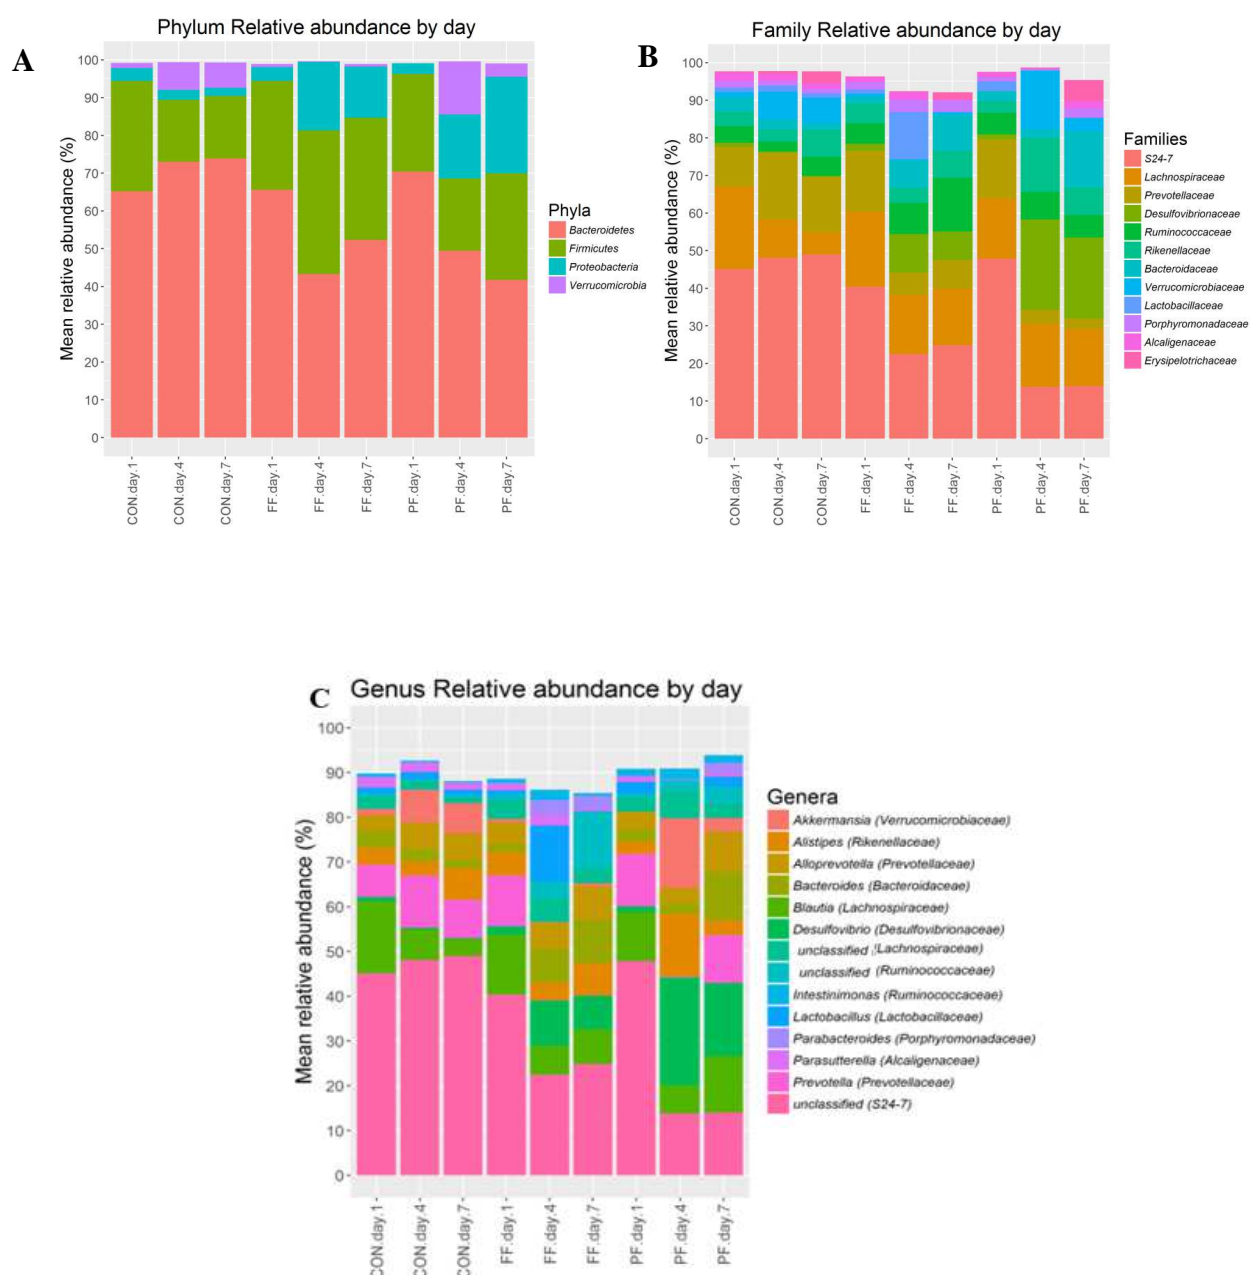 A
Phylum Relative abundance by day
Mean relative abundance (%)
100
90
80
70
60
50
40
30
20
10
0
CON.day.1
CON.day.4
CON.day.7
FF.day.1
FF.day.4
FF.day.7
PF.day.1
PF.day.4
PF.day.7
Phyla
Bacteroidetes
Firmicutes
Proteobacteria
Verrucomicrobia
B
Family Relative abundance by day
Mean relative abundance (%)
100
90
80
70
60
50
40
30
20
10
0
CON.day.1
CON.day.4
CON.day.7
FF.day.1
FF.day.4
FF.day.7
PF.day.1
PF.day.4
PF.day.7
Families
S24-7
Lachnospiraceae
Prevotellaceae
Desulfovibrionaceae
Ruminococcaceae
Rikenellaceae
Bacteroidaceae
Verrucomicrobiaceae
Lactobacillaceae
Porphyromonadaceae
Alcaligenaceae
Erysipelotrichaceae
C
Genus Relative abundance by day
Mean relative abundance (%)
100
90
80
70
60
50
40
30
20
10
0
CON.day.1
CON.day.4
CON.day.7
FF.day.1
FF.day.4
FF.day.7
PF.day.1
PF.day.4
PF.day.7
Genera
Akkermansia (Verrucomicrobiaceae)
Alistipes (Rikenellaceae)
Alloprevotella (Prevotellaceae)
Bacteroides (Bacteroidaceae)
Blautia (Lachnospiraceae)
Desulfovibrio (Desulfovibrionaceae)
unclassified (Lachnospiraceae)
unclassified (Ruminococcaceae)
Intestinimonas (Ruminococcaceae)
Lactobacillus (Lactobacillaceae)
Parabacteroides (Porphyromonadaceae)
Parasutterella (Alcaligenaceae)
Prevotella (Prevotellaceae)
unclassified (S24-7)